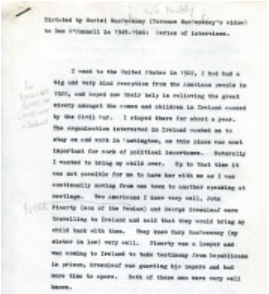 Dictated by Muriel MacSwiney (Terence MacSwiney's widow)
to Dan O'Connell in 1945-1946: Series of interviews.
I went to the United States in 1922, I had had a
big and very kind reception from the American people in
1920, and hoped now their help in relieving the great
misery amongst the women and children in Ireland caused
by the Civil War. I stayed there for about a year.
The organisation interested in Ireland wanted me to
stay on and work in Washington, as this place was most
important for work of political importance. Naturally
I wanted to bring my child over. Up to that time it
was not possible for me to have her with me as I was
continually moving from one town to another speaking at
meetings. Two Americans I knew very well, John
Finerty (son of the Fenian) and George Greenleaf were
travelling to Ireland and said that they would bring my
child back with them. They knew Mary MacSwiney (my
sister in law) very well. Finerty was a lawyer and
was coming to Ireland to take testimony from Republicans
in prison, Greenleaf was guarding his papers and had
more time to spare. Both of these men were very well
known.